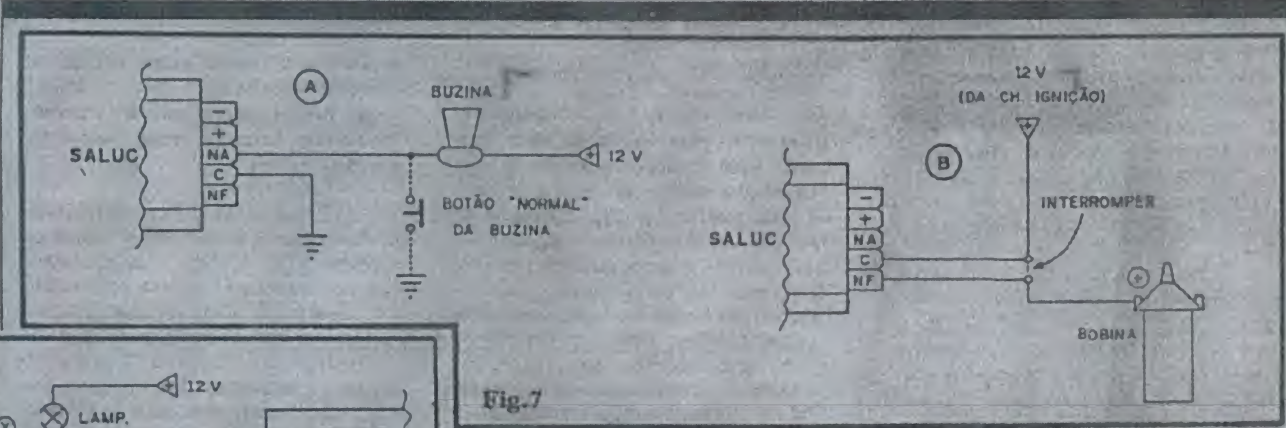 A
BUZINA
SALUC
-
+
NA
C
NF
+ 12 V
BOTÃO "NORMAL"
DA BUZINA
12 V
(DA CH. IGNIÇÃO)
+
B
INTERROMPER
SALUC
-
+
NA
C
NF
+
BOBINA
Fig.7
+ 12 V
LAMP.